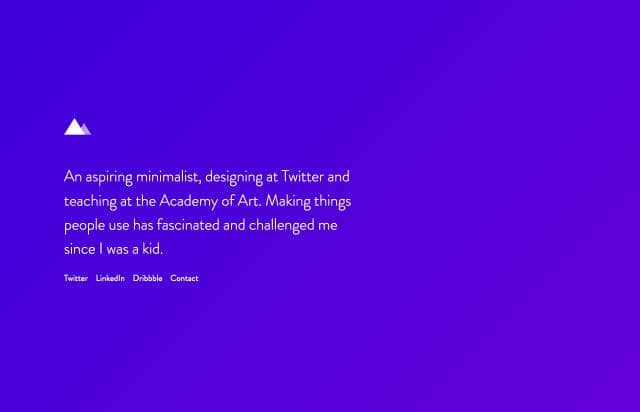 An aspiring minimalist, designing at Twitter and
teaching at the Academy of Art. Making things
people use has fascinated and challenged me
since I was a kid.
Twitter LinkedIn Dribbble Contact